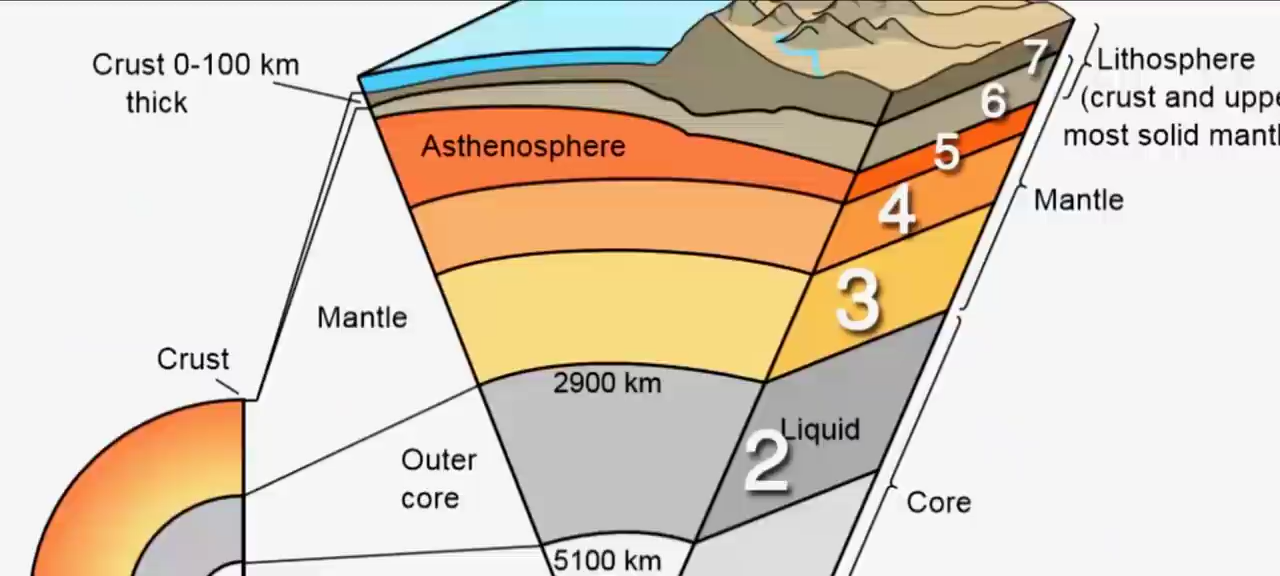 Crust 0-100 km
thick
7
Lithosphere
(crust and uppe
most solid mantl
6
Asthenosphere
5
4
Mantle
3
Mantle
Crust
2900 km
Liquid
2
Outer
core
Core
5100 km